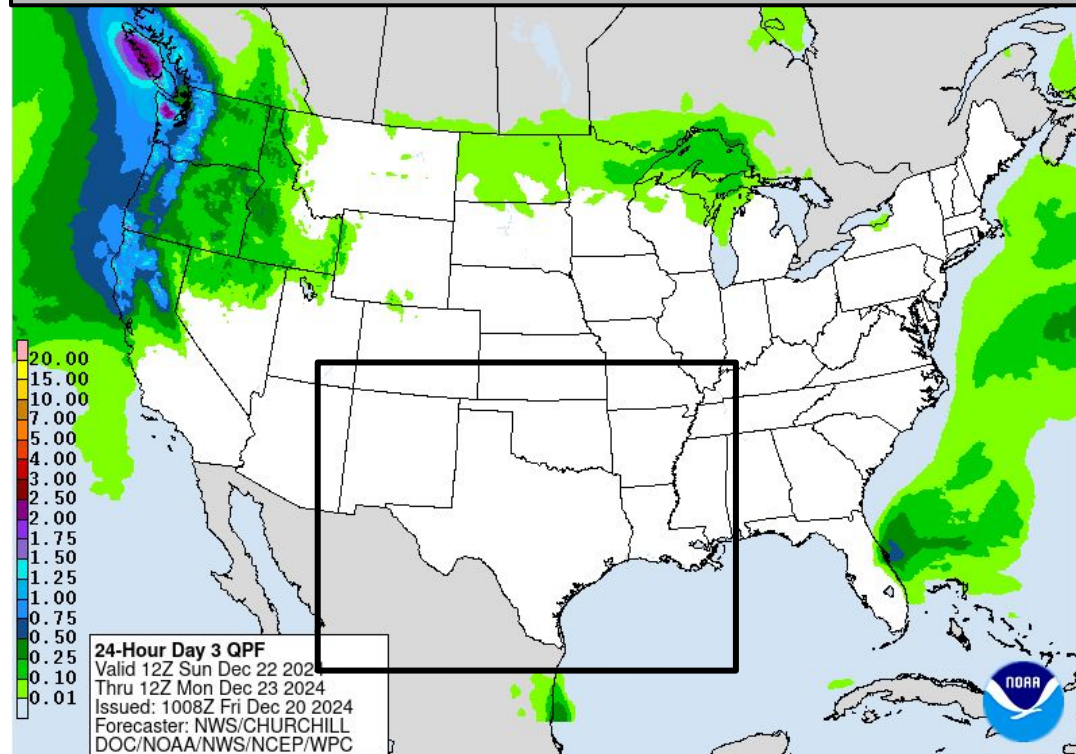 20.00
15.00
10.00
7.00
5.00
4.00
3.00
2.50
2.00
1.75
1.50
1.25
1.00
0.75
0.50
0.25
0.10
0.01
24-Hour Day 3 QPF
Valid 12Z Sun Dec 22 2024
Thru 12Z Mon Dec 23 2024
Issued: 1008Z Fri Dec 20 2024
Forecaster: NWS/CHURCHILL
DOC/NOAA/NWS/NCEP/WPC
NOAA